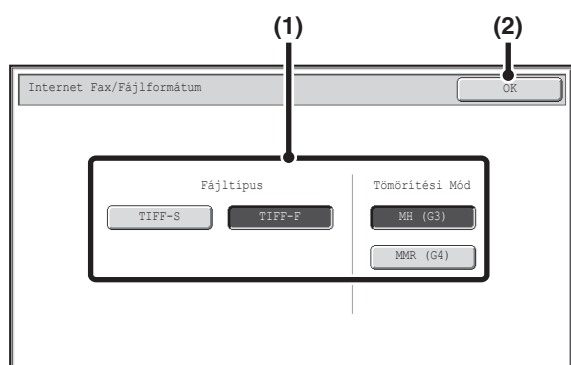 (1) (2)
Internet Fax/Fájlformátum OK
Fájltípus Tömörítési Mód
TIFF-S TIFF-F MH (G3)
MMR (G4)